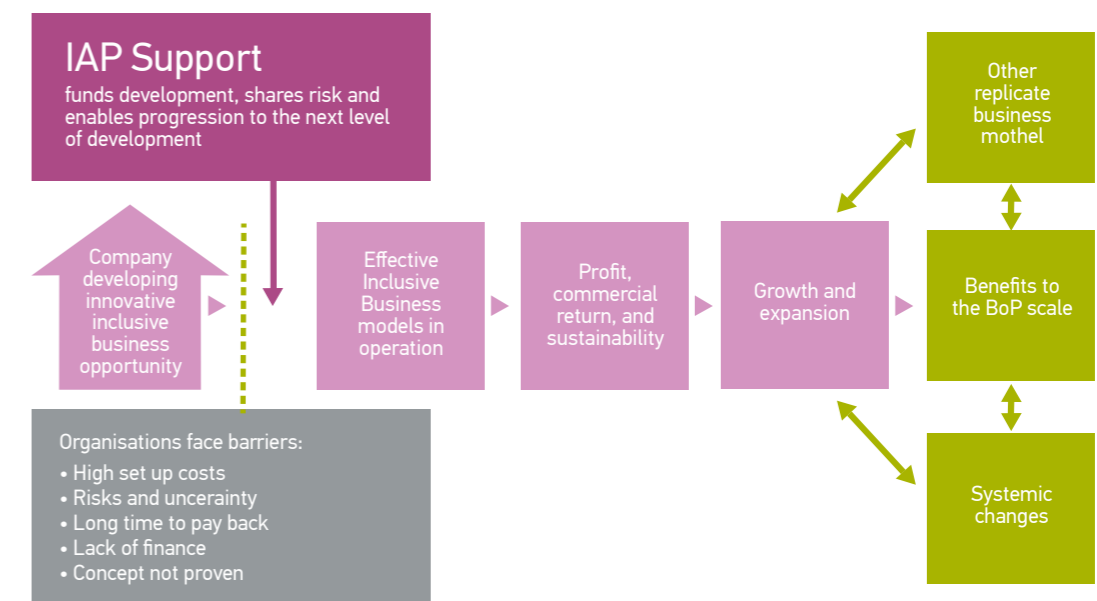 IAP Support
funds development, shares risk and
enables progression to the next level
of development
Company
developing
innovative
inclusive
business
opportunity
Organisations face barriers:
• High set up costs
• Risks and uncerainty
• Long time to pay back
• Lack of finance
• Concept not proven
Effective
Inclusive
Business
models in
operation
Profit,
commercial
return, and
sustainability
Growth and
expansion
Other
replicate
business
mothel
Benefits to
the BoP scale
Systemic
changes